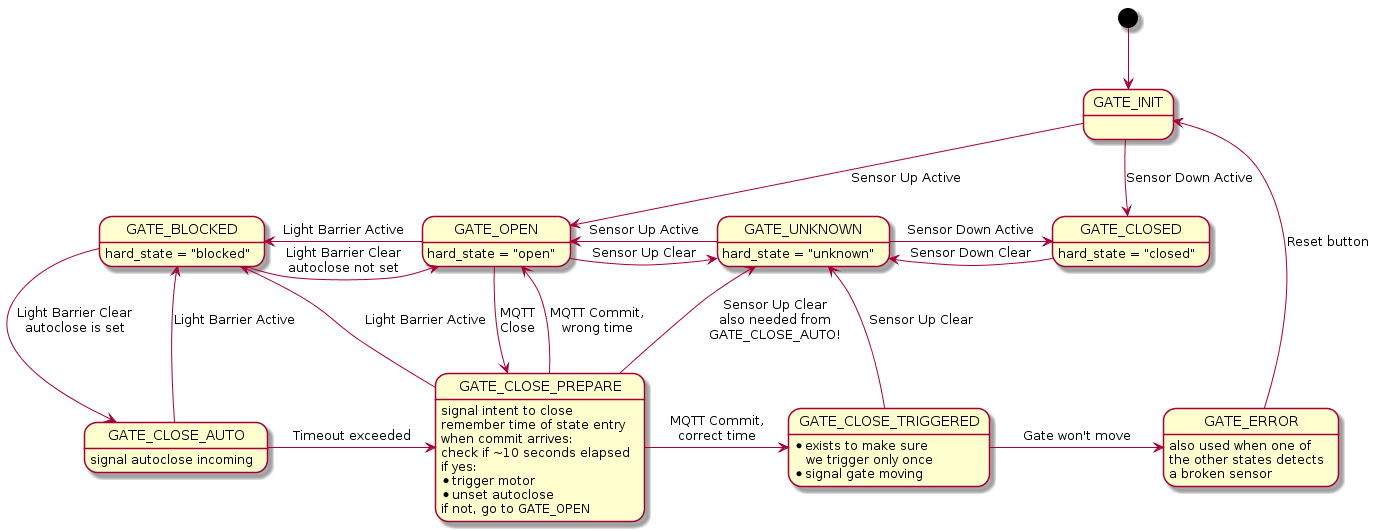 GATE_INIT
Sensor Up Active
Sensor Down Active
Reset button
GATE_BLOCKED
hard_state = "blocked"
Light Barrier Active
Light Barrier Clear
autoclose not set
GATE_OPEN
hard_state = "open"
Sensor Up Active
Sensor Up Clear
GATE_UNKNOWN
hard_state = "unknown"
Sensor Down Active
Sensor Down Clear
GATE_CLOSED
hard_state = "closed"
Light Barrier Clear
autoclose is set
Light Barrier Active
Light Barrier Active
MQTT
Close
MQTT Commit,
wrong time
Sensor Up Clear
also needed from
GATE_CLOSE_AUTO!
Sensor Up Clear
GATE_CLOSE_AUTO
signal autoclose incoming
Timeout exceeded
GATE_CLOSE_PREPARE
signal intent to close
remember time of state entry
when commit arrives:
check if ~10 seconds elapsed
if yes:
• trigger motor
• unset autoclose
if not, go to GATE_OPEN
MQTT Commit,
correct time
GATE_CLOSE_TRIGGERED
• exists to make sure
we trigger only once
• signal gate moving
Gate won't move
GATE_ERROR
also used when one of
the other states detects
a broken sensor